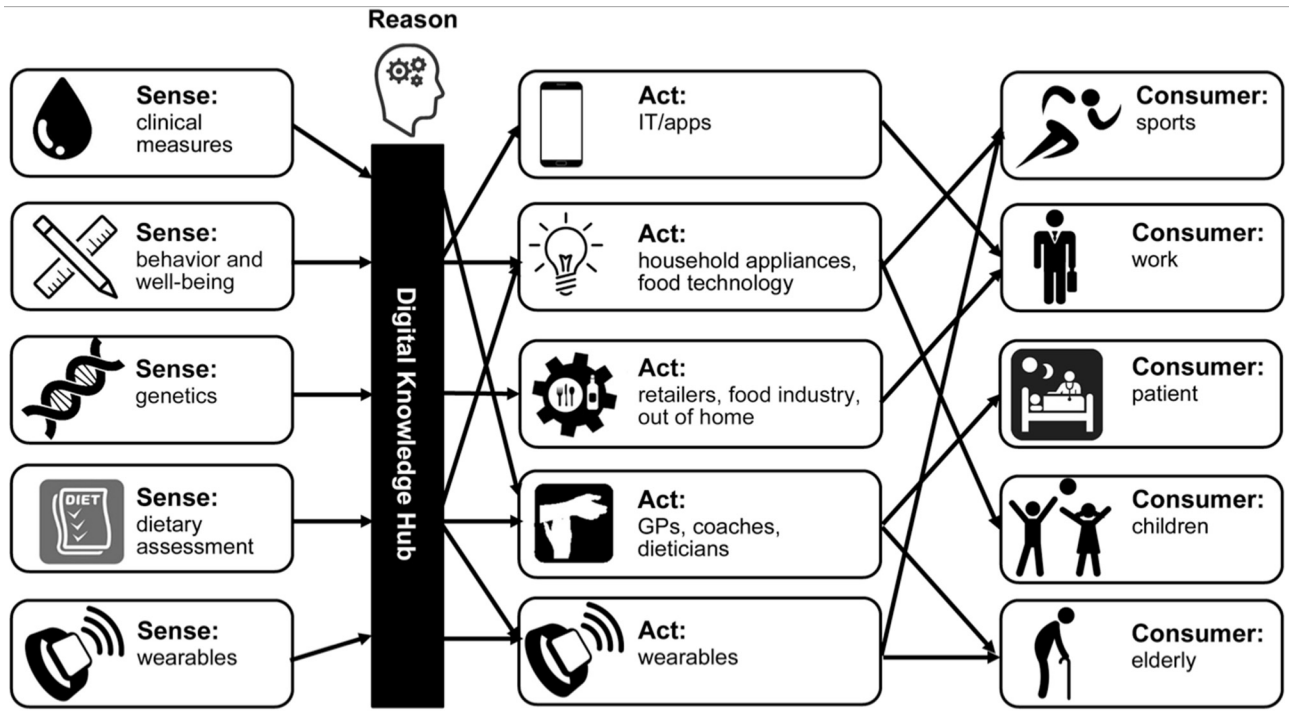 Reason
Sense:
clinical
measures
Sense:
behavior and
well-being
Sense:
genetics
DIET
Sense:
dietary
assessment
Sense:
wearables
Digital Knowledge Hub
Act:
IT/apps
Act:
household appliances,
food technology
Act:
retailers, food industry,
out of home
Act:
GPs, coaches,
dieticians
Act:
wearables
Consumer:
sports
Consumer:
work
Consumer:
patient
Consumer:
children
Consumer:
elderly